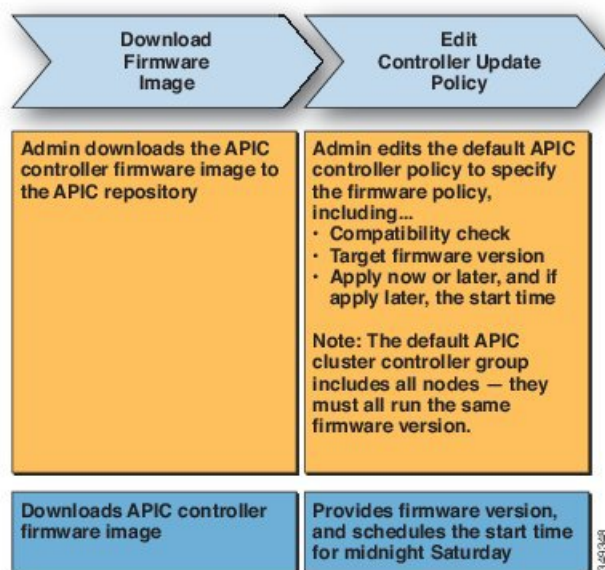 Download
Firmware
Image
Edit
Controller Update
Policy
Admin downloads the APIC
controller firmware image to
the APIC repository
Admin edits the default APIC
controller policy to specify
the firmware policy,
including...
• Compatibility check
• Target firmware version
• Apply now or later, and if
apply later, the start time
Note: The default APIC
cluster controller group
includes all nodes — they
must all run the same
firmware version.
Downloads APIC controller
firmware image
Provides firmware version,
and schedules the start time
for midnight Saturday
349348